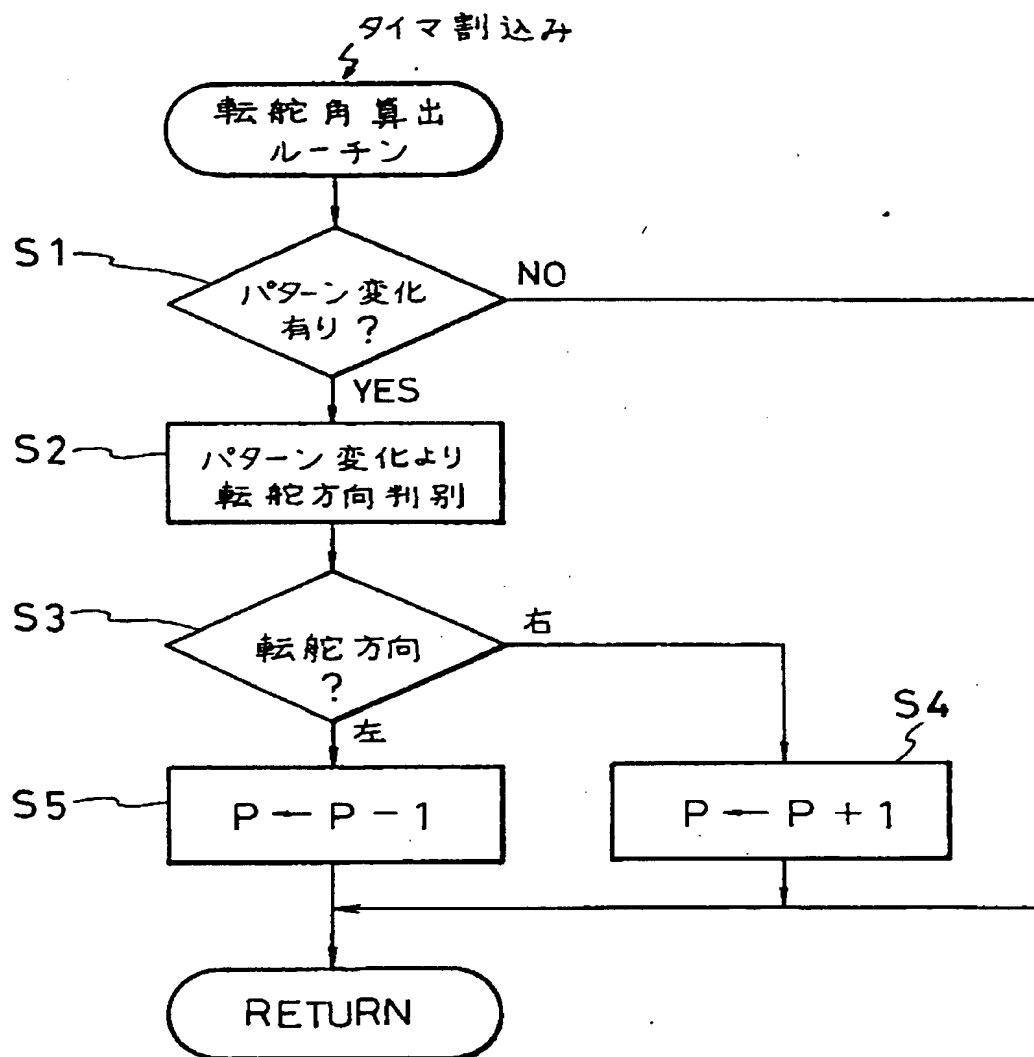 タイマ割込み
転舵角算出
ルーチン
S1
パターン変化
有り?
NO
YES
S2
パターン変化より
転舵方向判別
S3
転舵方向
?
右
左
S4
S5
P ← P - 1
P ← P + 1
RETURN